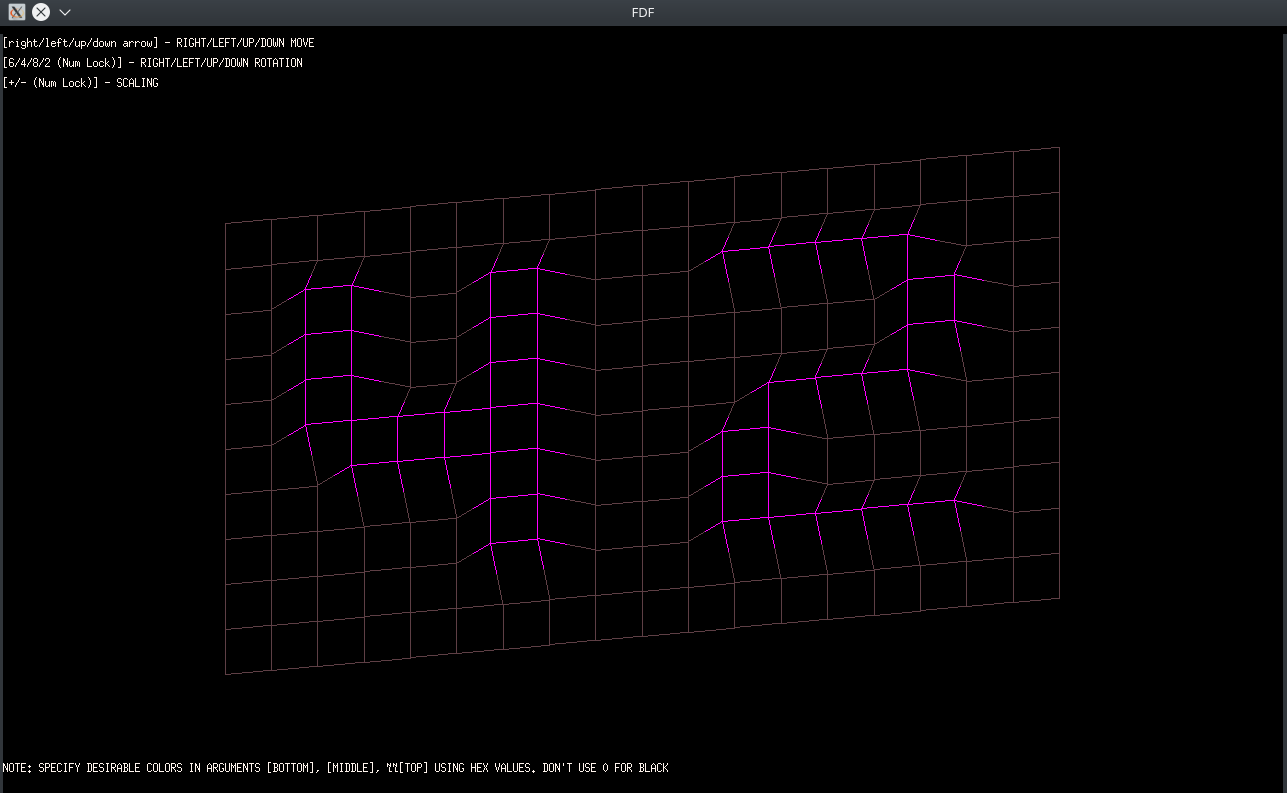 FDF
[right/left/up/down arrow] - RIGHT/LEFT/UP/DOWN MOVE
[6/4/8/2 (Num Lock)] - RIGHT/LEFT/UP/DOWN ROTATION
[+/- (Num Lock)] - SCALING
42
NOTE: SPECIFY DESIRABLE COLORS IN ARGUMENTS [BOTTOM], [MIDDLE], [TOP] USING HEX VALUES. DON'T USE 0 FOR BLACK